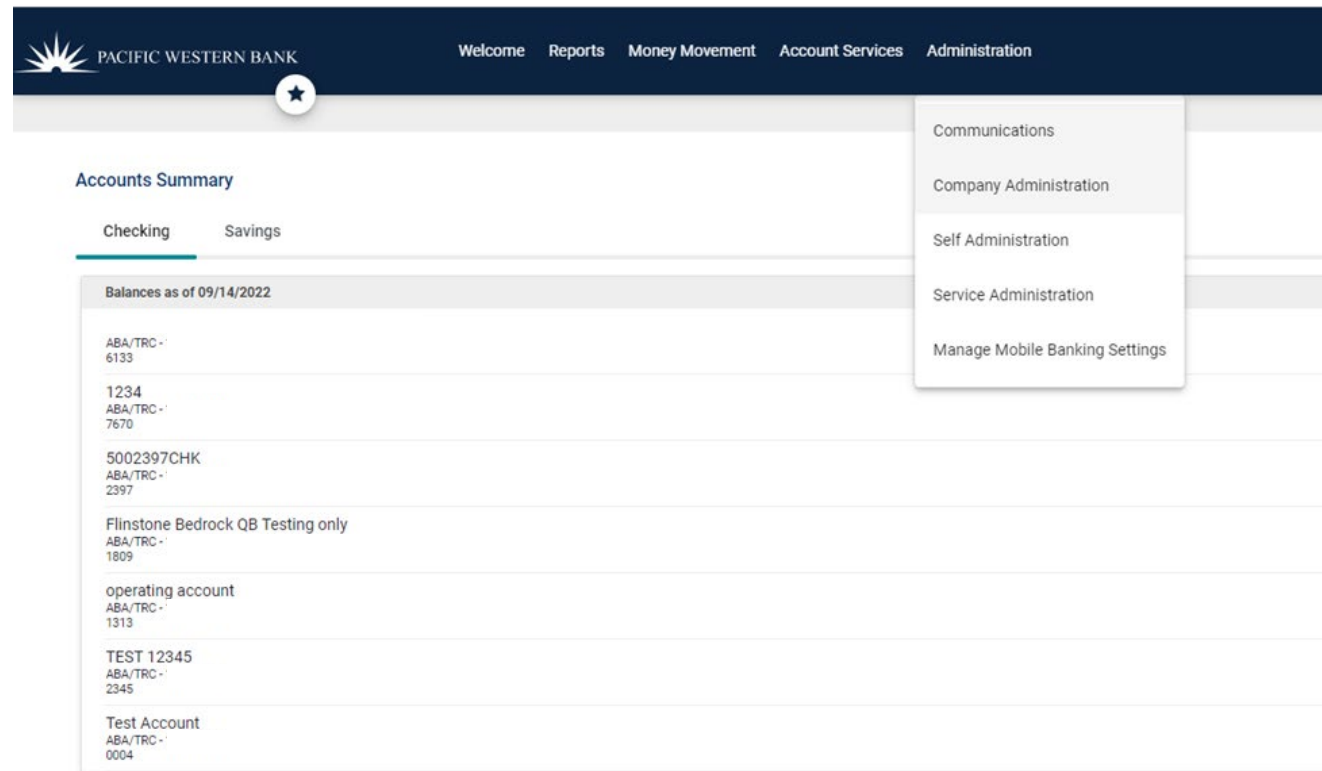 PACIFIC WESTERN BANK
Welcome Reports Money Movement Account Services Administration
Communications
Company Administration
Self Administration
Service Administration
Manage Mobile Banking Settings
Accounts Summary
Checking Savings
Balances as of 09/14/2022
ABA/TRC -
6133
1234
ABA/TRC -
7670
5002397CHK
ABA/TRC -
2397
Flinstone Bedrock QB Testing only
ABA/TRC -
1809
operating account
ABA/TRC -
1313
TEST 12345
ABA/TRC -
2345
Test Account
ABA/TRC -
0004